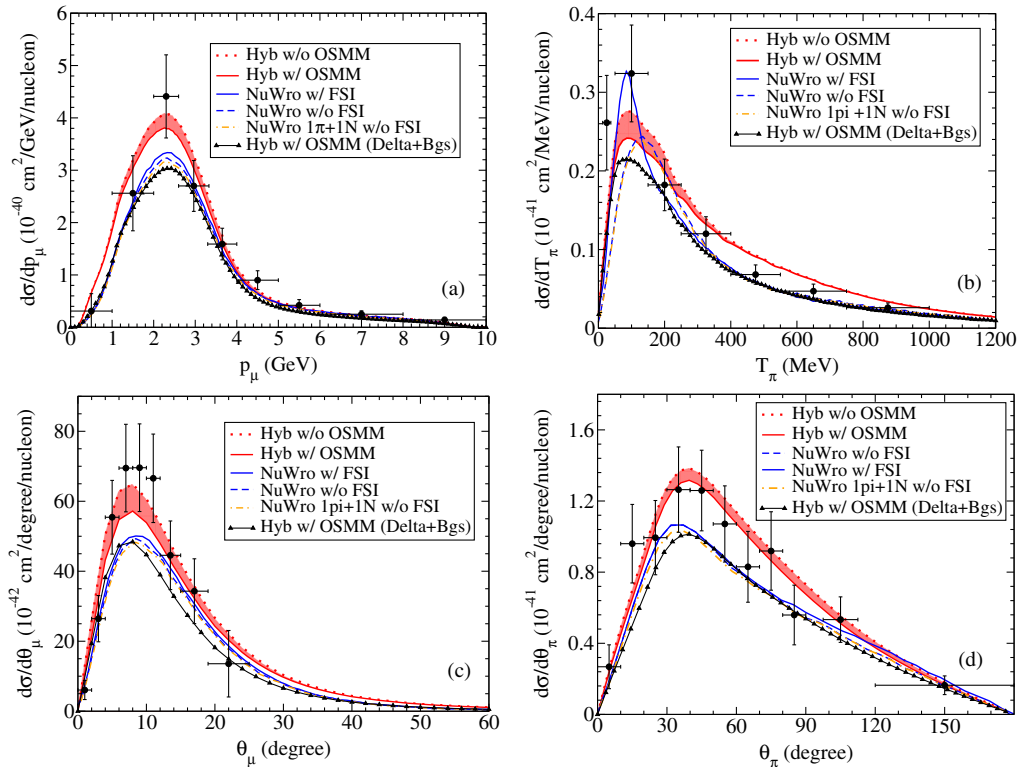 dσ/dp_μ (10^-40 cm^2/GeV/nucleon)
6
5
4
3
2
1
0
Hyb w/o OSMM
Hyb w/ OSMM
NuWro w/ FSI
NuWro w/o FSI
NuWro 1π+1N w/o FSI
Hyb w/ OSMM (Delta+Bgs)
(a)
0 1 2 3 4 5 6 7 8 9 10
p_μ (GeV)
dσ/dT_π (10^-41 cm^2/MeV/nucleon)
0.4
0.3
0.2
0.1
0
Hyb w/o OSMM
Hyb w/ OSMM
NuWro w/ FSI
NuWro w/o FSI
NuWro 1pi +1N w/o FSI
Hyb w/ OSMM (Delta+Bgs)
(b)
0 200 400 600 800 1000 1200
T_π (MeV)
dσ/dθ_μ (10^-42 cm^2/degree/nucleon)
80
60
40
20
0
Hyb w/o OSMM
Hyb w/ OSMM
NuWro w/ FSI
NuWro w/o FSI
NuWro 1pi+1N w/o FSI
Hyb w/ OSMM (Delta+Bgs)
(c)
0 10 20 30 40 50 60
θ_μ (degree)
dσ/dθ_π (10^-41 cm^2/degree/nucleon)
1.6
1.2
0.8
0.4
0
Hyb w/o OSMM
Hyb w/ OSMM
NuWro w/o FSI
NuWro w/ FSI
NuWro 1pi+1N w/o FSI
Hyb w/ OSMM (Delta+Bgs)
(d)
0 30 60 90 120 150
θ_π (degree)